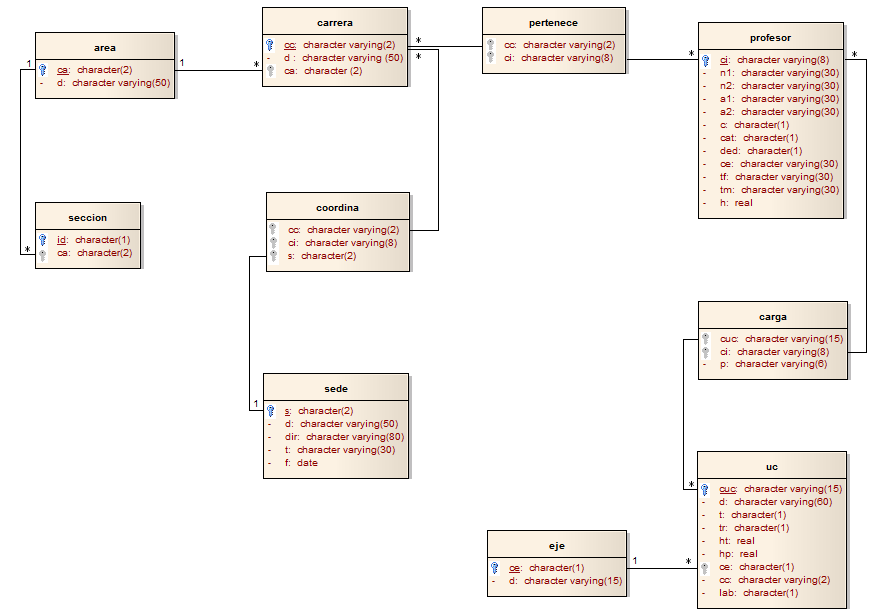 area
ca: character(2)
- d: character varying(50)
1
1
*
carrera
cc: character varying(2)
- d : character varying (50)
ca: character (2)
*
*
pertenece
cc: character varying(2)
ci: character varying(8)
*
profesor
ci: character varying(8)
- n1: character varying(30)
- n2: character varying(30)
- a1: character varying(30)
- a2: character varying(30)
- c: character(1)
- cat: character(1)
- ded: character(1)
- ce: character varying(30)
- tf: character varying(30)
- tm: character varying(30)
- h: real
*
seccion
id: character(1)
ca: character(2)
*
coordina
cc: character varying(2)
ci: character varying(8)
s: character(2)
carga
cuc: character varying(15)
ci: character varying(8)
- p: character varying(6)
sede
s: character(2)
- d: character varying(50)
- dir: character varying(80)
- t: character varying(30)
- f: date
1
uc
cuc: character varying(15)
- d: character varying(60)
- t: character(1)
- tr: character(1)
- ht: real
- hp: real
ce: character(1)
- cc: character varying(2)
- lab: character(1)
*
eje
ce: character(1)
- d: character varying(15)
1
*